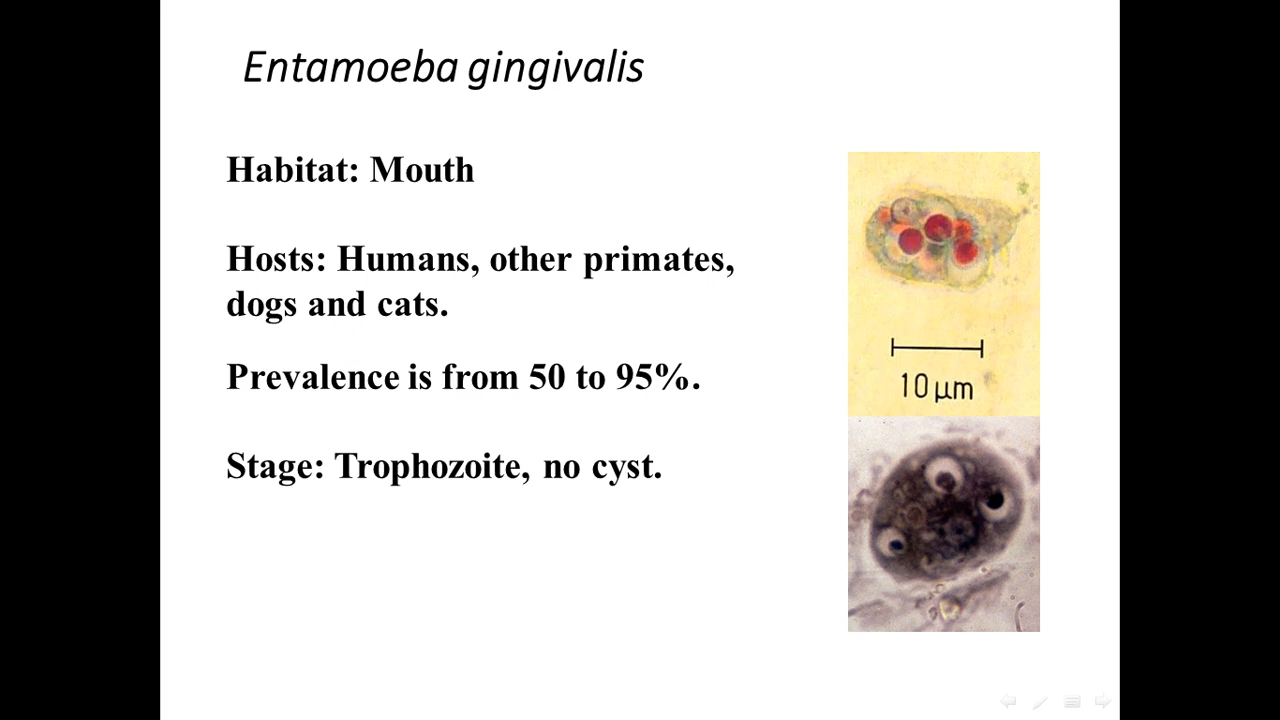 Entamoeba gingivalis
Habitat: Mouth
Hosts: Humans, other primates,
dogs and cats.
Prevalence is from 50 to 95%.
Stage: Trophozoite, no cyst.
10 µm